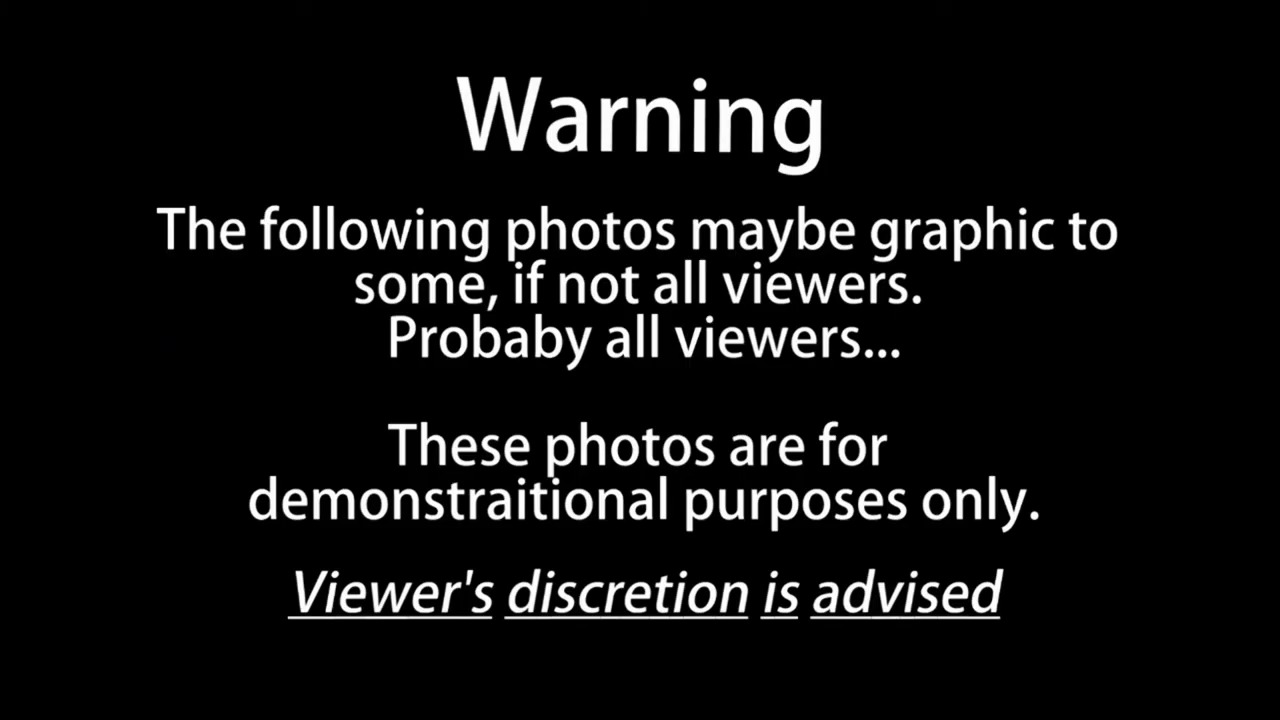 Warning
The following photos maybe graphic to
some, if not all viewers.
Probaby all viewers...
These photos are for
demonstraitional purposes only.
Viewer's discretion is advised